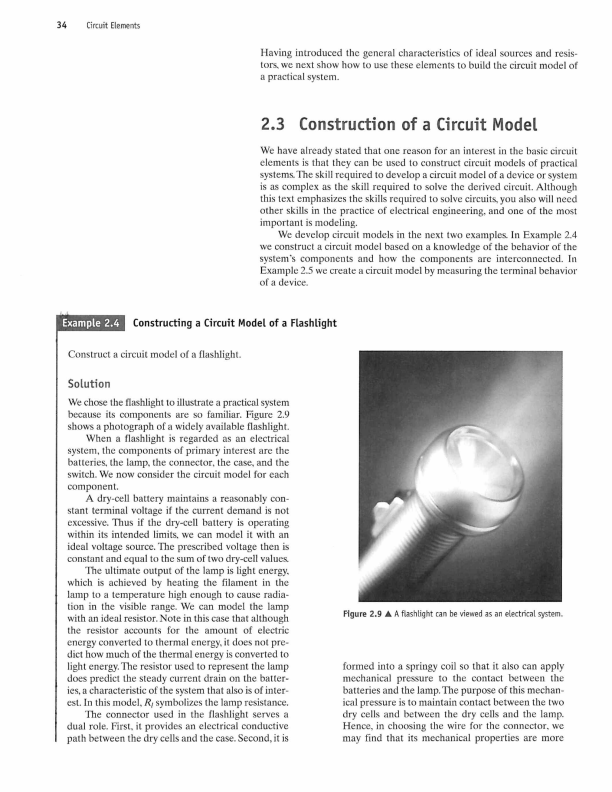 34 Circuit Elements
Having introduced the general characteristics of ideal sources and resis-
tors, we next show how to use these elements to build the circuit model of
a practical system.
2.3 Construction of a Circuit Model
We have already stated that one reason for an interest in the basic circuit
elements is that they can be used to construct circuit models of practical
systems. The skill required to develop a circuit model of a device or system
is as complex as the skill required to solve the derived circuit. Although
this text emphasizes the skills required to solve circuits, you also will need
other skills in the practice of electrical engineering, and one of the most
important is modeling.
We develop circuit models in the next two examples. In Example 2.4
we construct a circuit model based on a knowledge of the behavior of the
system's components and how the components are interconnected. In
Example 2.5 we create a circuit model by measuring the terminal behavior
of a device.
Example 2.4 Constructing a Circuit Model of a Flashlight
Construct a circuit model of a flashlight.
Solution
We chose the flashlight to illustrate a practical system
because its components are so familiar. Figure 2.9
shows a photograph of a widely available flashlight.
When a flashlight is regarded as an electrical
system, the components of primary interest are the
batteries, the lamp, the connector, the case, and the
switch. We now consider the circuit model for each
component.
A dry-cell battery maintains a reasonably con-
stant terminal voltage if the current demand is not
excessive. Thus if the dry-cell battery is operating
within its intended limits, we can model it with an
ideal voltage source. The prescribed voltage then is
constant and equal to the sum of two dry-cell values.
The ultimate output of the lamp is light energy,
which is achieved by heating the filament in the
lamp to a temperature high enough to cause radia-
tion in the visible range. We can model the lamp
with an ideal resistor. Note in this case that although
the resistor accounts for the amount of electric
energy converted to thermal energy, it does not pre-
dict how much of the thermal energy is converted to
light energy. The resistor used to represent the lamp
does predict the steady current drain on the batter-
ies, a characteristic of the system that also is of inter-
est. In this model, Rl symbolizes the lamp resistance.
The connector used in the flashlight serves a
dual role. First, it provides an electrical conductive
path between the dry cells and the case. Second, it is
Figure 2.9 ▲ A flashlight can be viewed as an electrical system.
formed into a springy coil so that it also can apply
mechanical pressure to the contact between the
batteries and the lamp. The purpose of this mechan-
ical pressure is to maintain contact between the two
dry cells and between the dry cells and the lamp.
Hence, in choosing the wire for the connector, we
may find that its mechanical properties are more